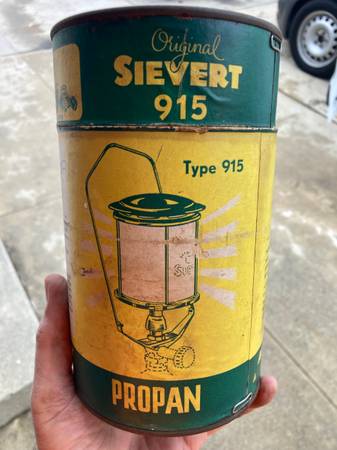 Original
SIEVERT
915
Type 915
PROPAN